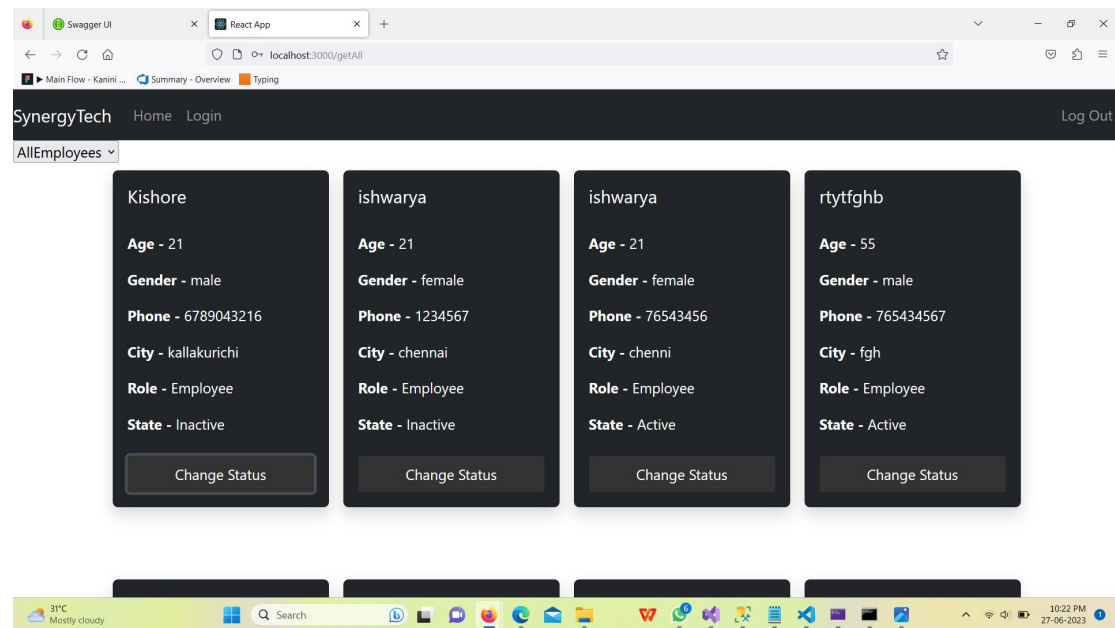 Swagger UI
React App
localhost:3000/getAll
Main Flow - Kanini ...
Summary - Overview
Typing
SynergyTech Home Login Log Out
AllEmployees
Kishore
Age - 21
Gender - male
Phone - 6789043216
City - kallakurichi
Role - Employee
State - Inactive
Change Status
ishwarya
Age - 21
Gender - female
Phone - 1234567
City - chennai
Role - Employee
State - Inactive
Change Status
ishwarya
Age - 21
Gender - female
Phone - 76543456
City - chenni
Role - Employee
State - Active
Change Status
rtytfghb
Age - 55
Gender - male
Phone - 765434567
City - fgh
Role - Employee
State - Active
Change Status
31°C
Mostly cloudy
Search
6
10:22 PM
27-06-2023
1